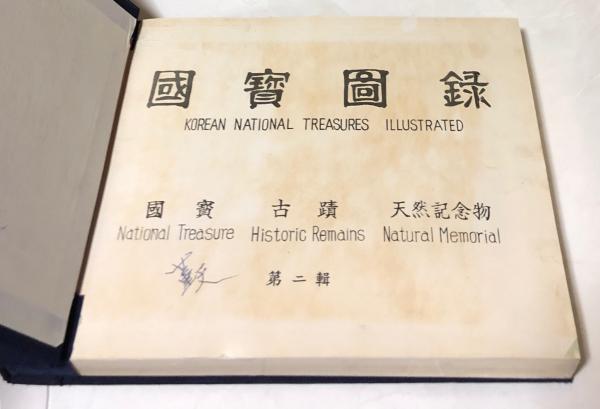 國寶圖錄
KOREAN NATIONAL TREASURES ILLUSTRATED
國寶 古蹟 天然記念物
National Treasure Historic Remains Natural Memorial
第二輯